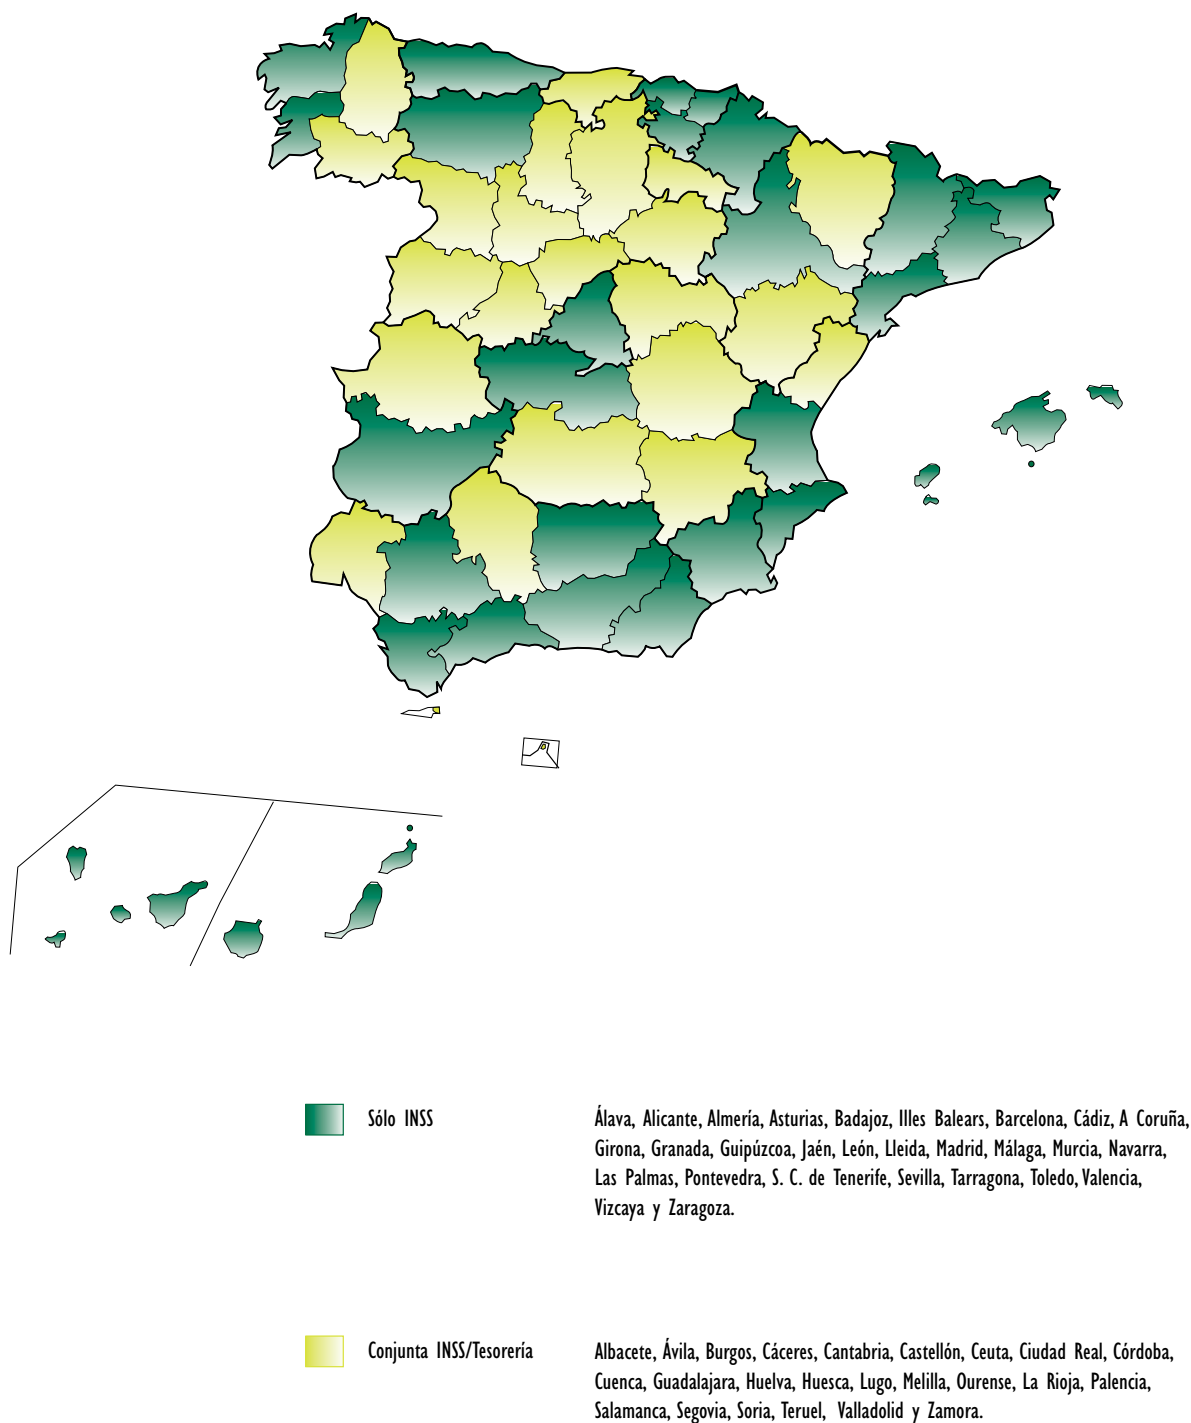 Sólo INSS
Álava, Alicante, Almería, Asturias, Badajoz, Illes Balears, Barcelona, Cádiz, A Coruña,
Girona, Granada, Guipúzcoa, Jaén, León, Lleida, Madrid, Málaga, Murcia, Navarra,
Las Palmas, Pontevedra, S. C. de Tenerife, Sevilla, Tarragona, Toledo, Valencia,
Vizcaya y Zaragoza.
Conjunta INSS/Tesorería
Albacete, Ávila, Burgos, Cáceres, Cantabria, Castellón, Ceuta, Ciudad Real, Córdoba,
Cuenca, Guadalajara, Huelva, Huesca, Lugo, Melilla, Ourense, La Rioja, Palencia,
Salamanca, Segovia, Soria, Teruel, Valladolid y Zamora.